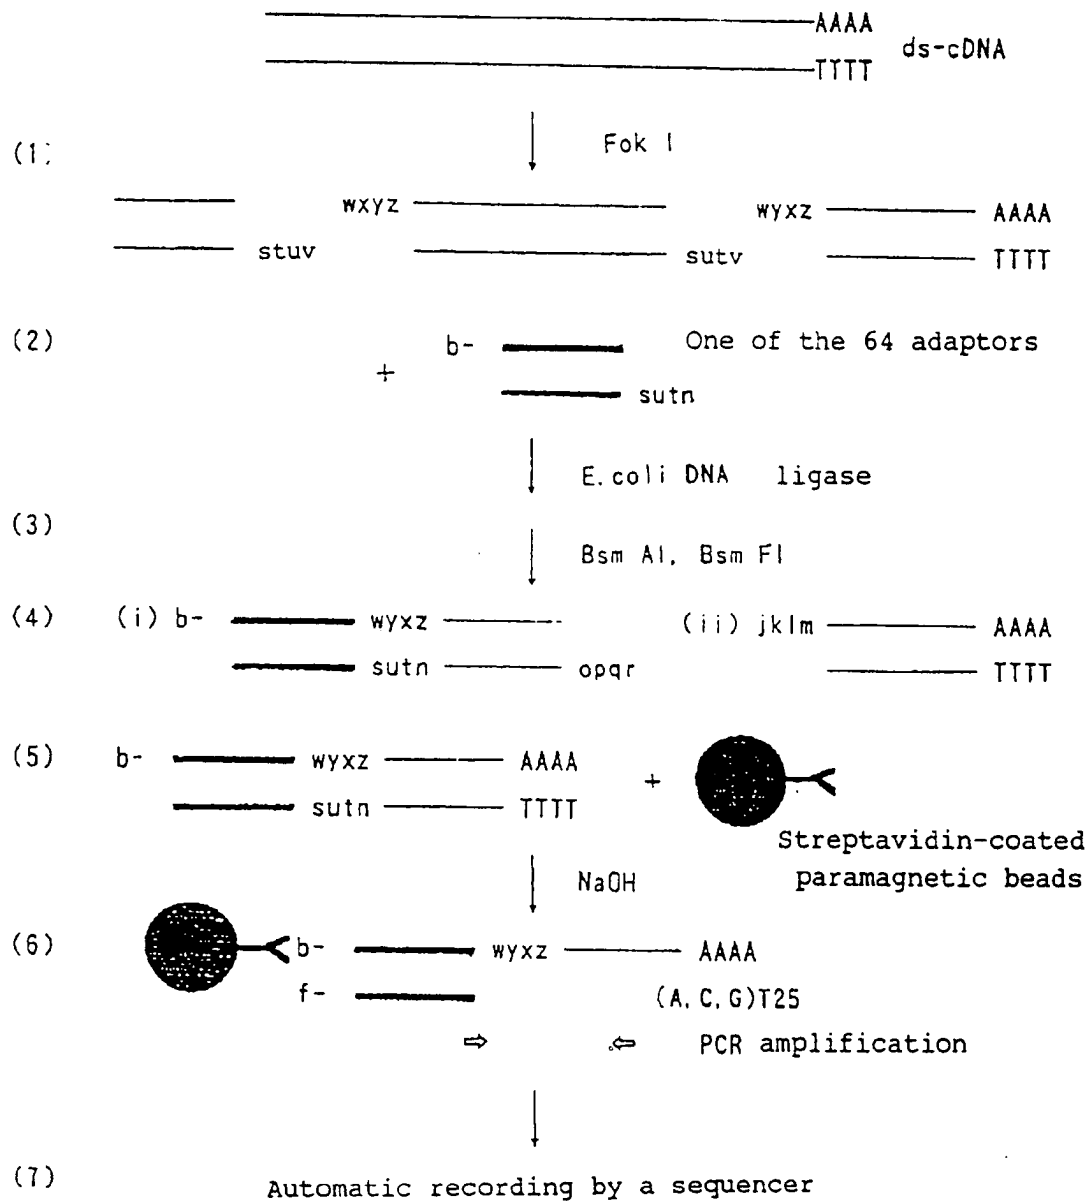 AAAA
ds-cDNA
TTTT
(1)
Fok I
wxyz wyxz AAAA
stuv sutv TTTT
(2) b- One of the 64 adaptors
+
sutn
E.coli DNA ligase
(3)
Bsm AI, Bsm FI
(4) (i) b- wyxz (ii) jklm AAAA
sutn opqr TTTT
(5) b- wyxz AAAA
+
sutn TTTT
Streptavidin-coated
paramagnetic beads
NaOH
(6) b- wyxz AAAA
f- (A,C,G)T25
PCR amplification
(7) Automatic recording by a sequencer